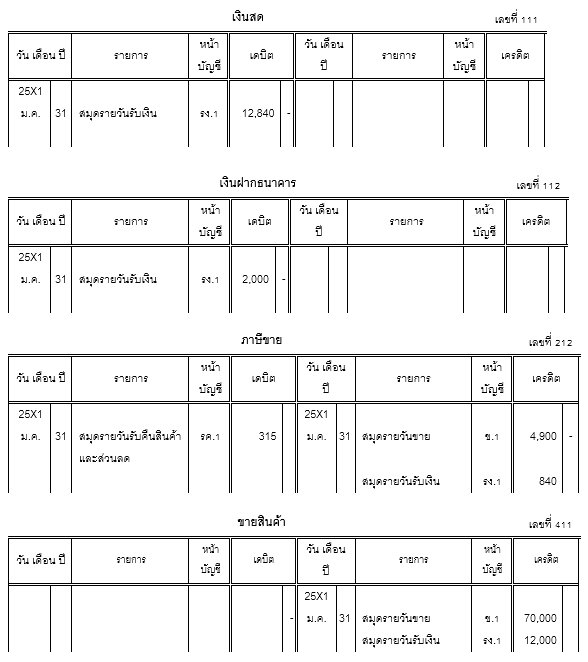 เงินสด เลขที่ 111
วัน เดือน ปี รายการ หน้า บัญชี เดบิต วัน เดือน ปี รายการ หน้า บัญชี เครดิต
25X1
ม.ค. 31 สมุดรายวันรับเงิน รง.1 12,840 -
เงินฝากธนาคาร เลขที่ 112
วัน เดือน ปี รายการ หน้า บัญชี เดบิต วัน เดือน ปี รายการ หน้า บัญชี เครดิต
25X1
ม.ค. 31 สมุดรายวันรับเงิน รง.1 2,000 -
ภาษีขาย เลขที่ 212
วัน เดือน ปี รายการ หน้า บัญชี เดบิต วัน เดือน ปี รายการ หน้า บัญชี เครดิต
25X1 25X1
ม.ค. 31 สมุดรายวันรับคืนสินค้า รค.1 315 ม.ค. 31 สมุดรายวันขาย ข.1 4,900 -
และส่วนลด
สมุดรายวันรับเงิน รง.1 840
ขายสินค้า เลขที่ 411
วัน เดือน ปี รายการ หน้า บัญชี เดบิต วัน เดือน ปี รายการ หน้า บัญชี เครดิต
25X1
- ม.ค. 31 สมุดรายวันขาย ข.1 70,000
สมุดรายวันรับเงิน รง.1 12,000